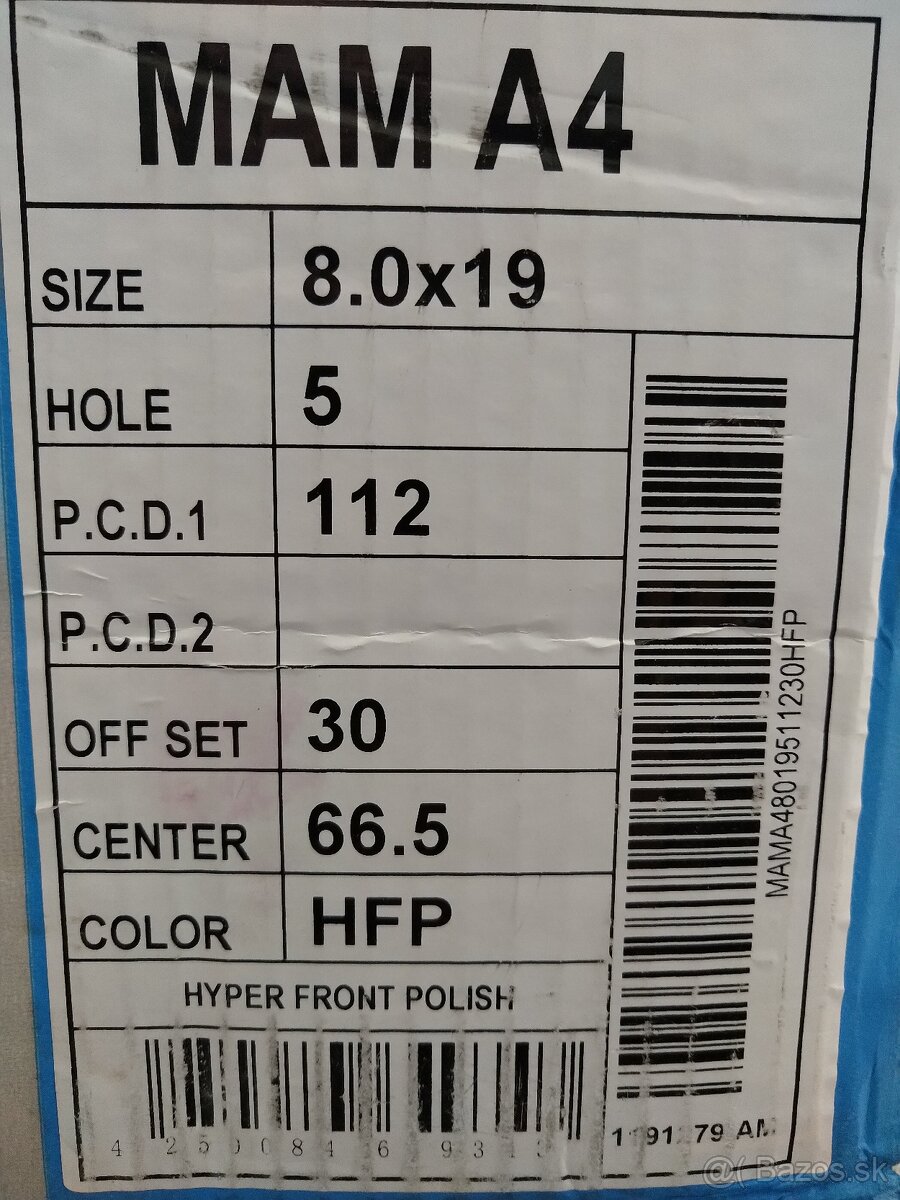 MAM A4
SIZE 8.0x19
HOLE 5
P.C.D.1 112
P.C.D.2
OFF SET 30
CENTER 66.5
COLOR HFP
HYPER FRONT POLISH
MAMA48019511230HFP
@( Bazos.sk